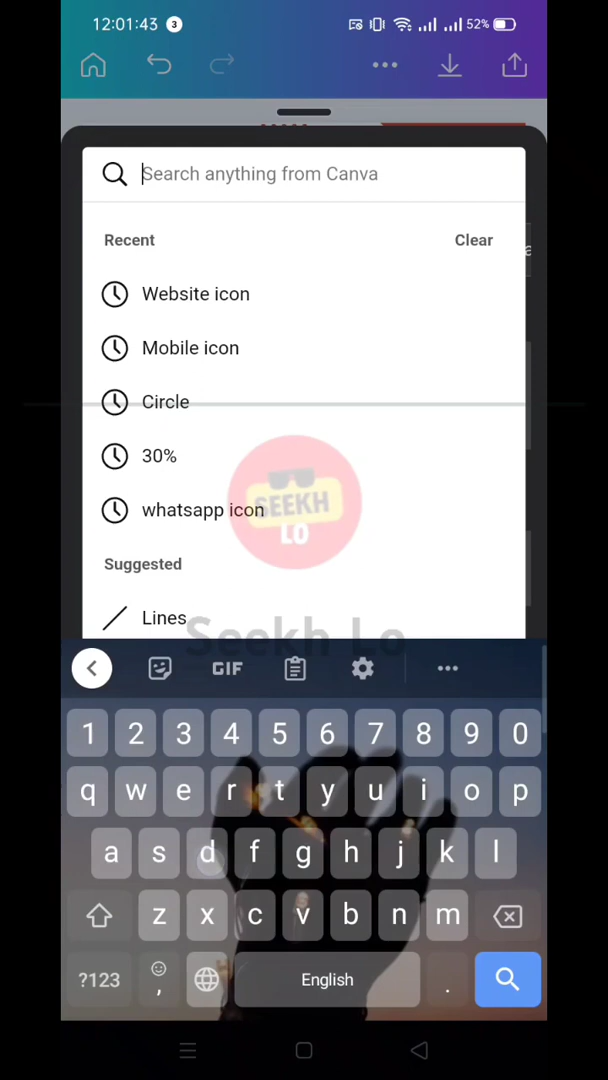 12:01:43 3 52%
Search anything from Canva
Recent Clear
Website icon
Mobile icon
Circle
30%
whatsapp icon
SEEKH
LO
Suggested
Lines
Seekh Lo
GIF
1 2 3 4 5 6 7 8 9 0
q w e r t y u i o p
a s d f g h j k l
z x c v b n m
?123 , English .